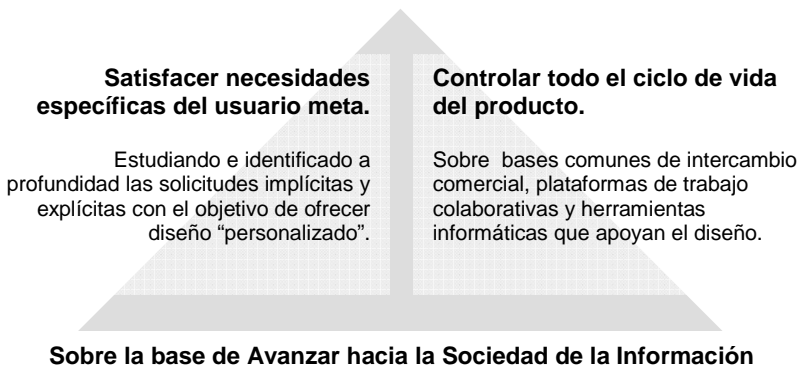 Satisfacer necesidades
específicas del usuario meta.
Estudiando e identificado a
profundidad las solicitudes implícitas y
explícitas con el objetivo de ofrecer
diseño “personalizado”.
Controlar todo el ciclo de vida
del producto.
Sobre bases comunes de intercambio
comercial, plataformas de trabajo
colaborativas y herramientas
informáticas que apoyan el diseño.
Sobre la base de Avanzar hacia la Sociedad de la Información